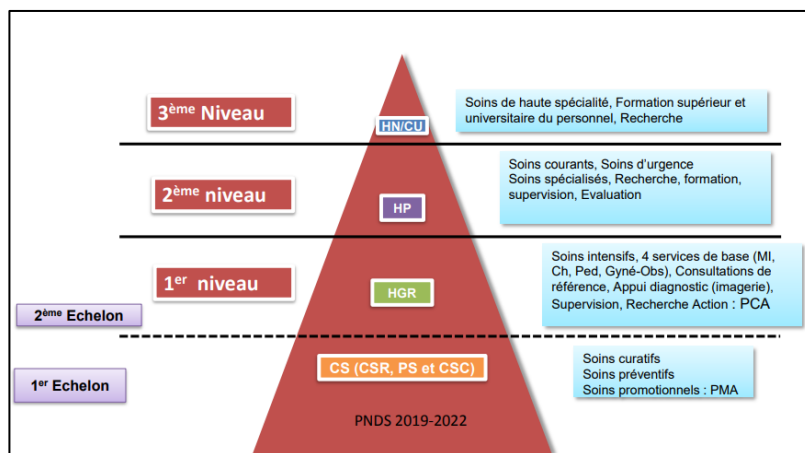 3ème Niveau
HN/CU
Soins de haute spécialité, Formation supérieur et
universitaire du personnel, Recherche
2ème niveau
HP
Soins courants, Soins d'urgence
Soins spécialisés, Recherche, formation,
supervision, Evaluation
1er niveau
HGR
Soins intensifs, 4 services de base (MI,
Ch, Ped, Gyné-Obs), Consultations de
référence, Appui diagnostic (imagerie),
Supervision, Recherche Action : PCA
2ème Echelon
1er Echelon
CS (CSR, PS et CSC)
Soins curatifs
Soins préventifs
Soins promotionnels : PMA
PNDS 2019-2022